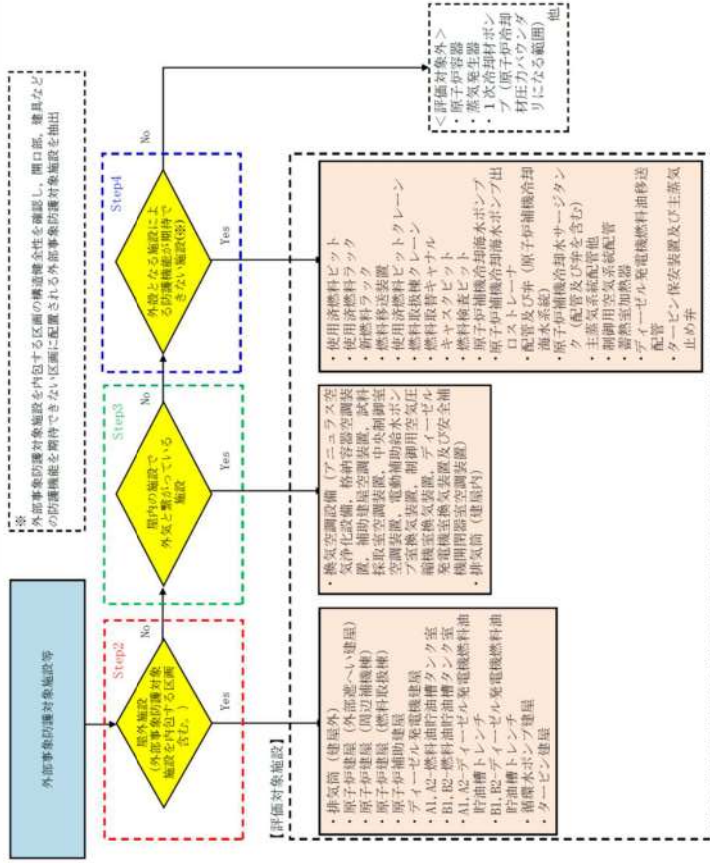 ※
外部事象防護対象施設を内包する区画の構造健全性を確認し、開口部、建具など
の防護機能を期待できない区画に配置される外部事象防護対象施設を抽出
外部事象防護対象施設等
Step2
屋外施設
(外部事象防護対象
施設を内包する区画
含む。)
No
Yes
Step3
屋内の施設で
外気と繋がっている
施設
No
Yes
Step4
外殻となる施設によ
る防護機能が期待で
きない施設(※)
No
Yes
<評価対象外>
・原子炉容器
・蒸気発生器
・1次冷却材ポン
プ(原子炉冷却
材圧力バウンダ
リになる範囲)
他
【評価対象施設】
・排気筒(建屋外)
・原子炉建屋(外部遮へい建屋)
・原子炉建屋(周辺補機棟)
・原子炉建屋(燃料取扱棟)
・原子炉補助建屋
・ディーゼル発電機建屋
・A1, A2-燃料油貯油槽タンク室
・B1, B2-燃料油貯油槽タンク室
・A1, A2-ディーゼル発電機燃料油
貯油槽トレンチ
・B1, B2-ディーゼル発電機燃料油
貯油槽トレンチ
・循環水ポンプ建屋
・タービン建屋
・換気空調設備(アニュラス空
気浄化設備、格納容器空調装
置、補助建屋空調装置、試料
採取室空調装置、中央制御室
空調装置、電動補助給水ポン
プ室換気装置、制御用空気圧
縮機室換気装置、ディーゼル
発電機室換気装置及び安全補
機開閉器室空調装置)
・排気筒(建屋内)
・使用済燃料ピット
・使用済燃料ラック
・新燃料ラック
・燃料移送装置
・使用済燃料ピットクレーン
・燃料取扱棟クレーン
・燃料取替キャナル
・キャスクピット
・燃料検査ピット
・原子炉補機冷却海水ポンプ
・原子炉補機冷却海水ポンプ出
口ストレーナ
・配管及び弁(原子炉補機冷却
海水系統)
・原子炉補機冷却水サージタン
ク(配管及び弁を含む)
・主蒸気系統配管他
・制御用空気系統配管
・蓄熱室加熱器
・ディーゼル発電機燃料油移送
配管
・タービン保安装置及び主蒸気
止め弁